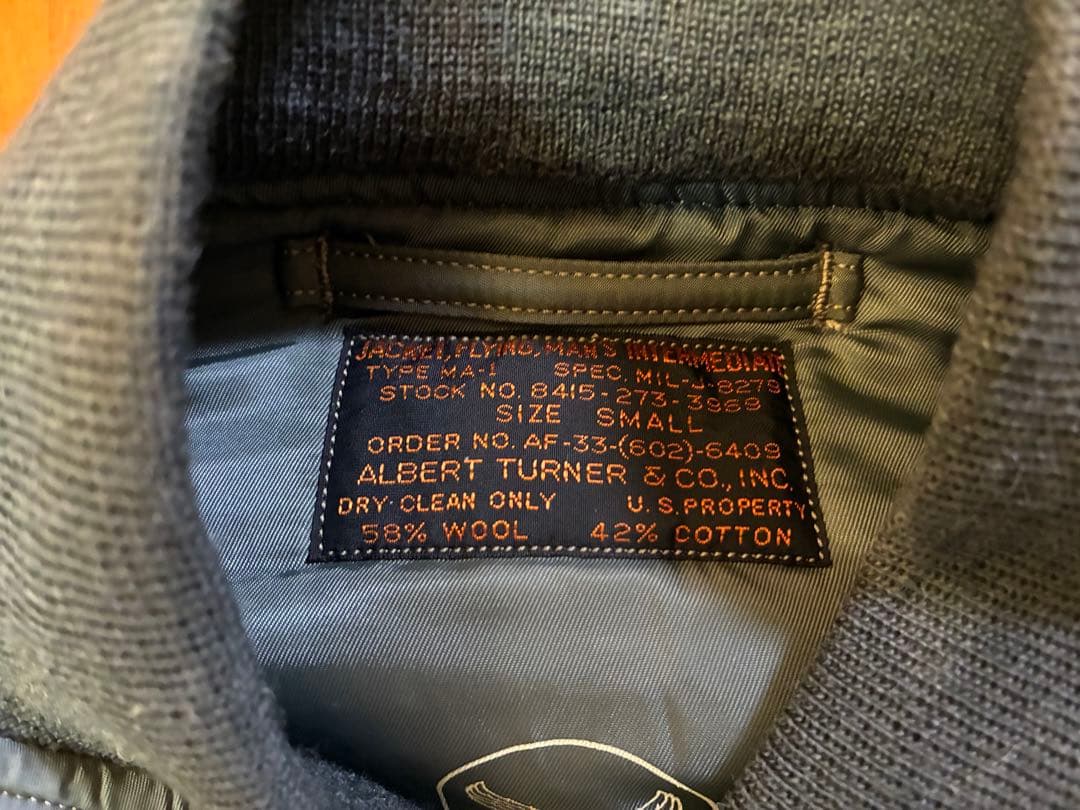 JACKET, FLYING, MAN'S INTERMEDIATE
TYPE MA-1 SPEC. MIL-J-8279
STOCK NO. 8415-273-3969
SIZE SMALL
ORDER NO. AF-33-(602)-6409
ALBERT TURNER & CO., INC.
DRY-CLEAN ONLY U.S. PROPERTY
58% WOOL 42% COTTON